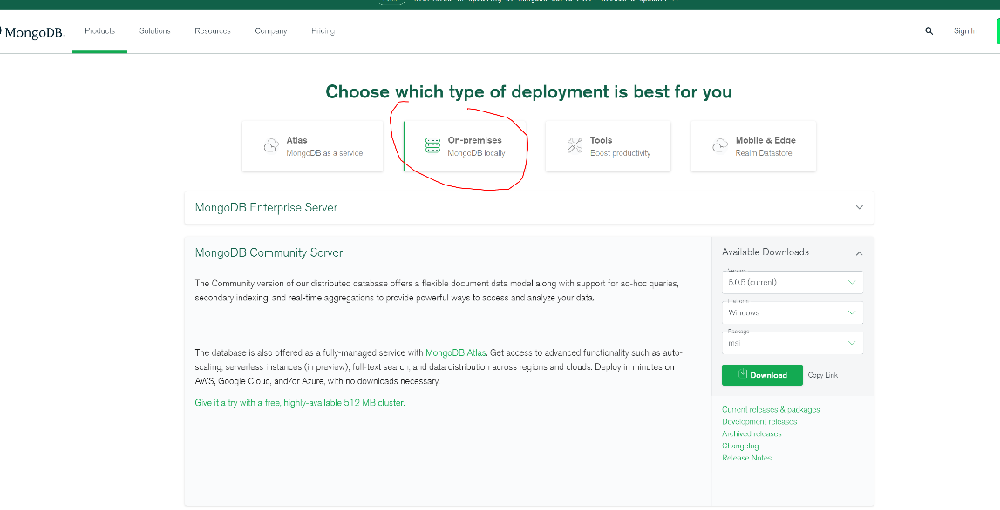 MongoDB.
Products
Solutions
Resources
Company
Pricing
Sign In
Choose which type of deployment is best for you
Atlas
MongoDB as a service
On-premises
MongoDB locally
Tools
Boost productivity
Mobile & Edge
Realm Datastore
MongoDB Enterprise Server
MongoDB Community Server
The Community version of our distributed database offers a flexible document data model along with support for ad-hoc queries,
secondary indexing, and real-time aggregations to provide powerful ways to access and analyze your data.
The database is also offered as a fully-managed service with MongoDB Atlas. Get access to advanced functionality such as auto-
scaling, serverless instances (in preview), full-text search, and data distribution across regions and clouds. Deploy in minutes on
AWS, Google Cloud, and/or Azure, with no downloads necessary.
Give it a try with a free, highly-available 512 MB cluster.
Available Downloads
Version
5.0.5 (current)
Platform
Windows
Package
msi
Download
Copy Link
Current releases & packages
Development releases
Archived releases
Changelog
Release Notes